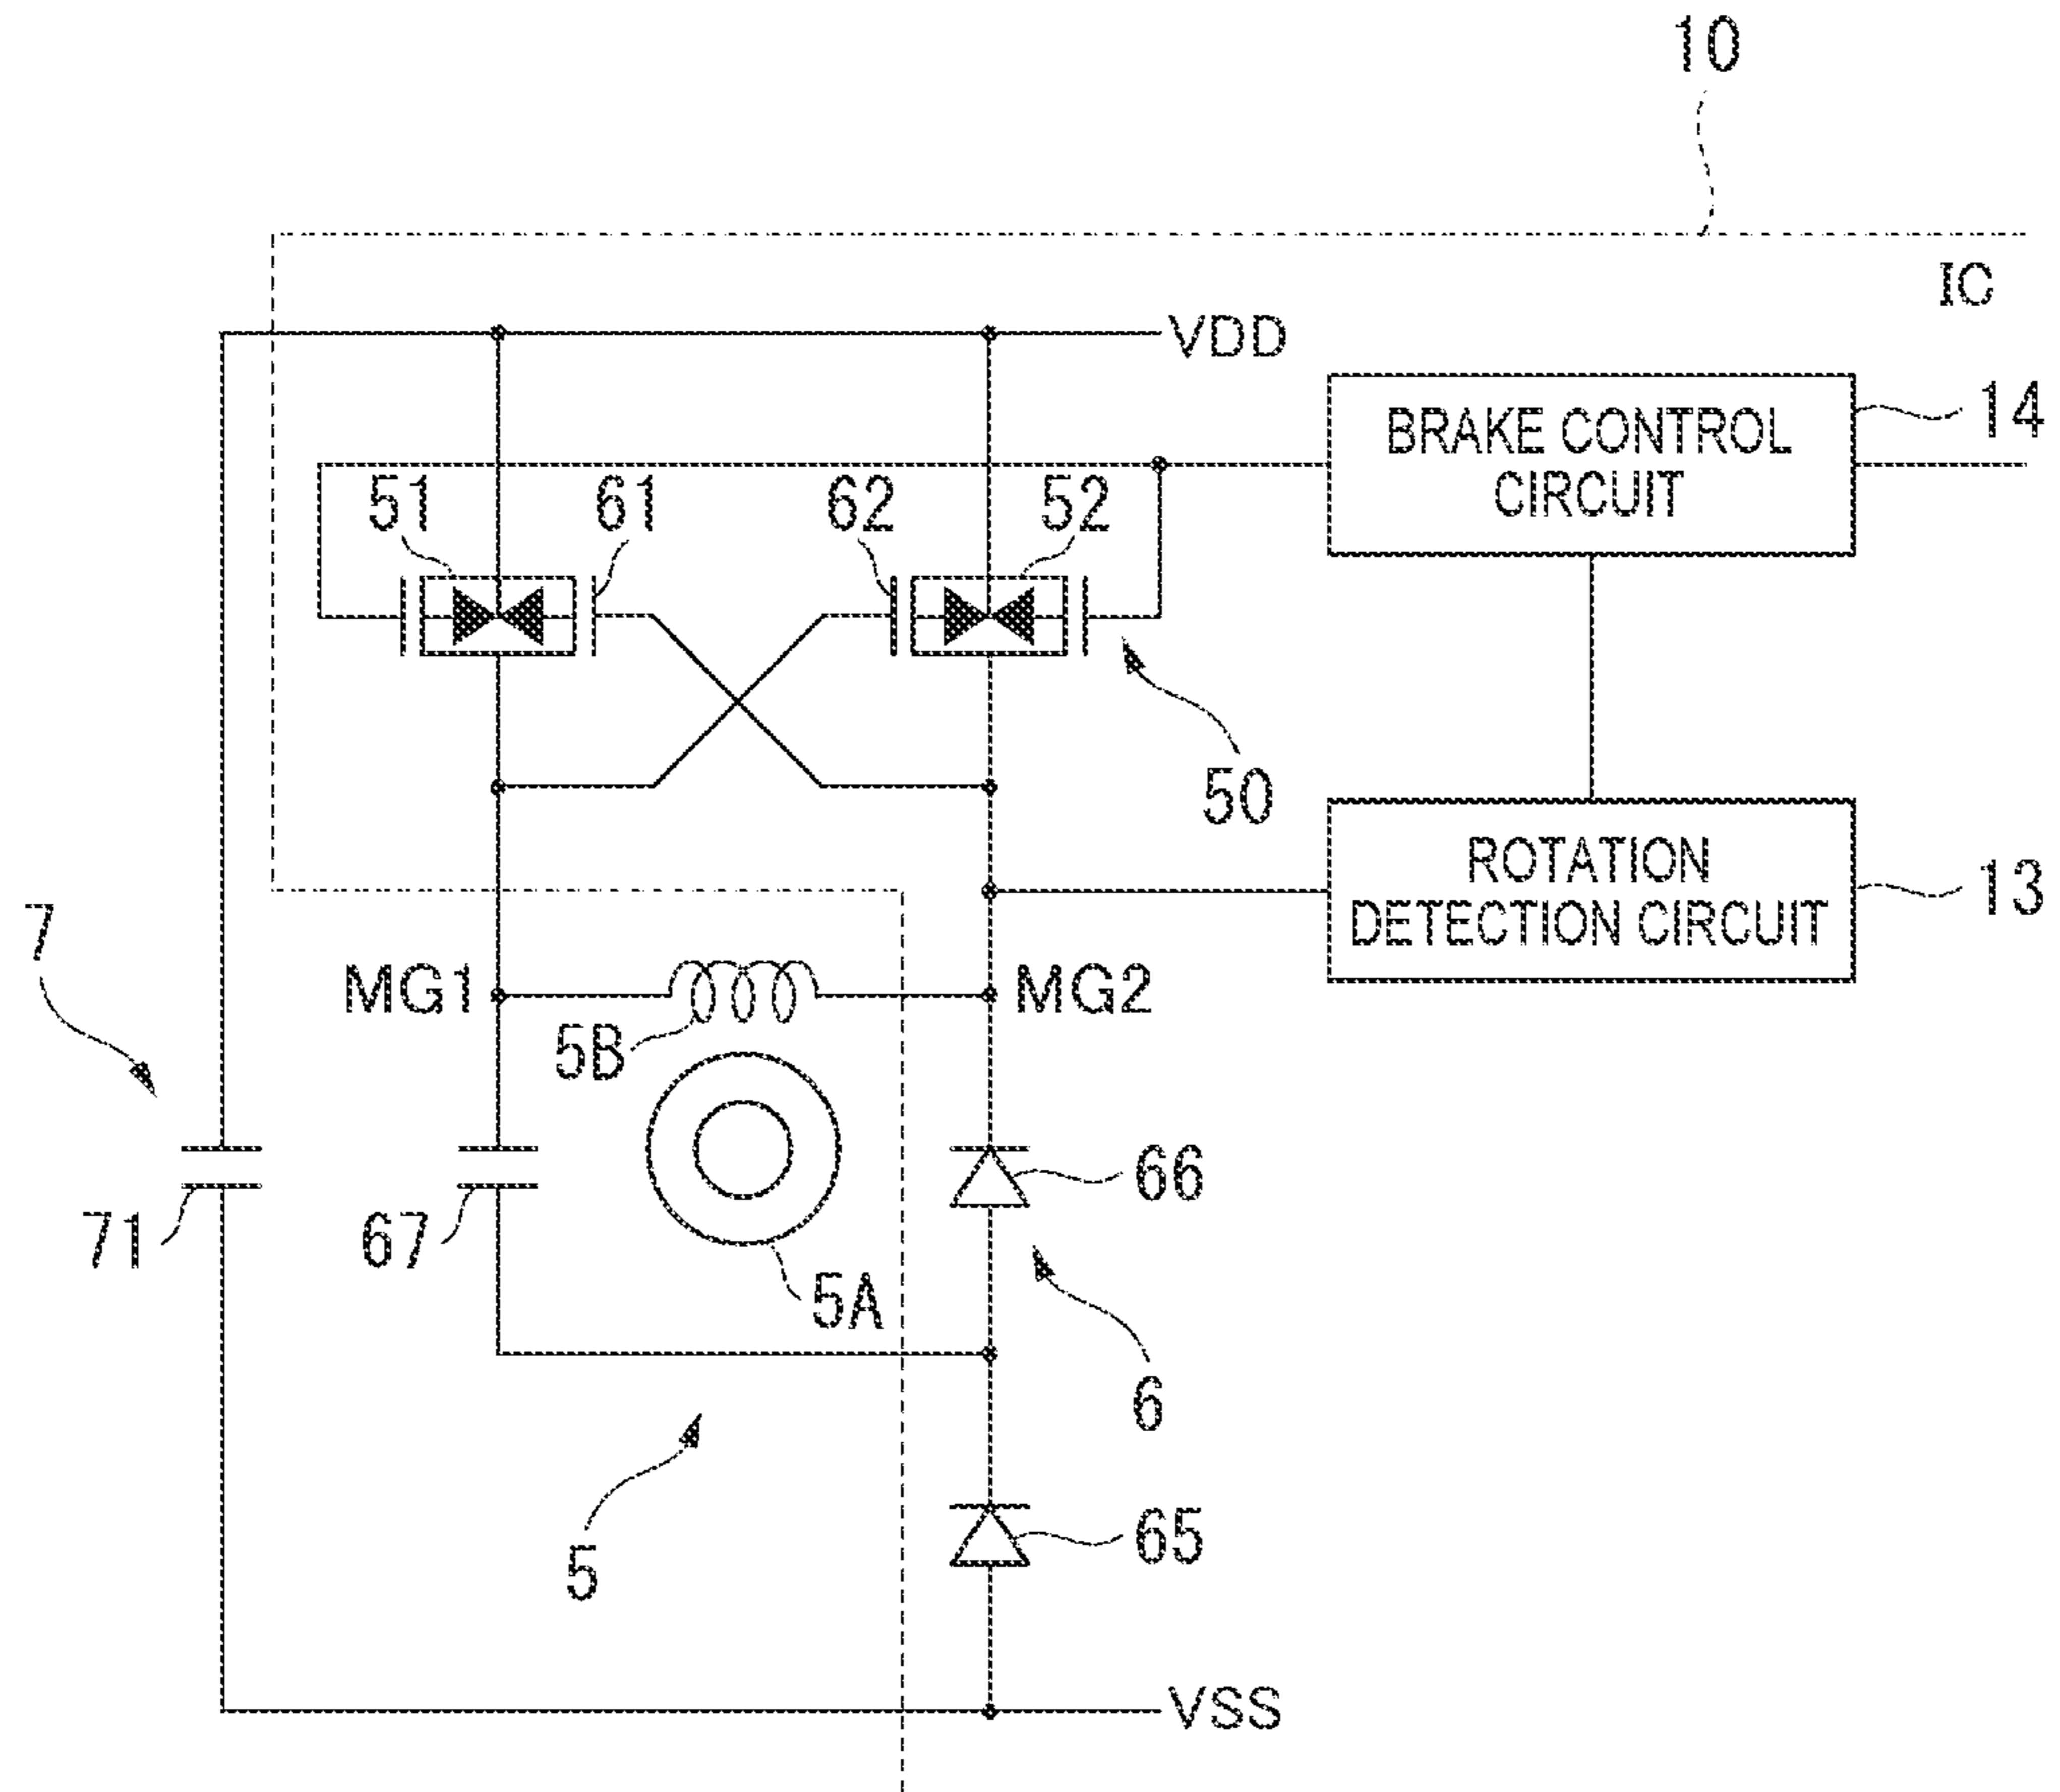 10
IC
VDD
BRAKE CONTROL
CIRCUIT
14
51
61
62
52
50
ROTATION
DETECTION CIRCUIT
13
7
MG1
MG2
5B
66
71
67
5A
6
5
65
VSS